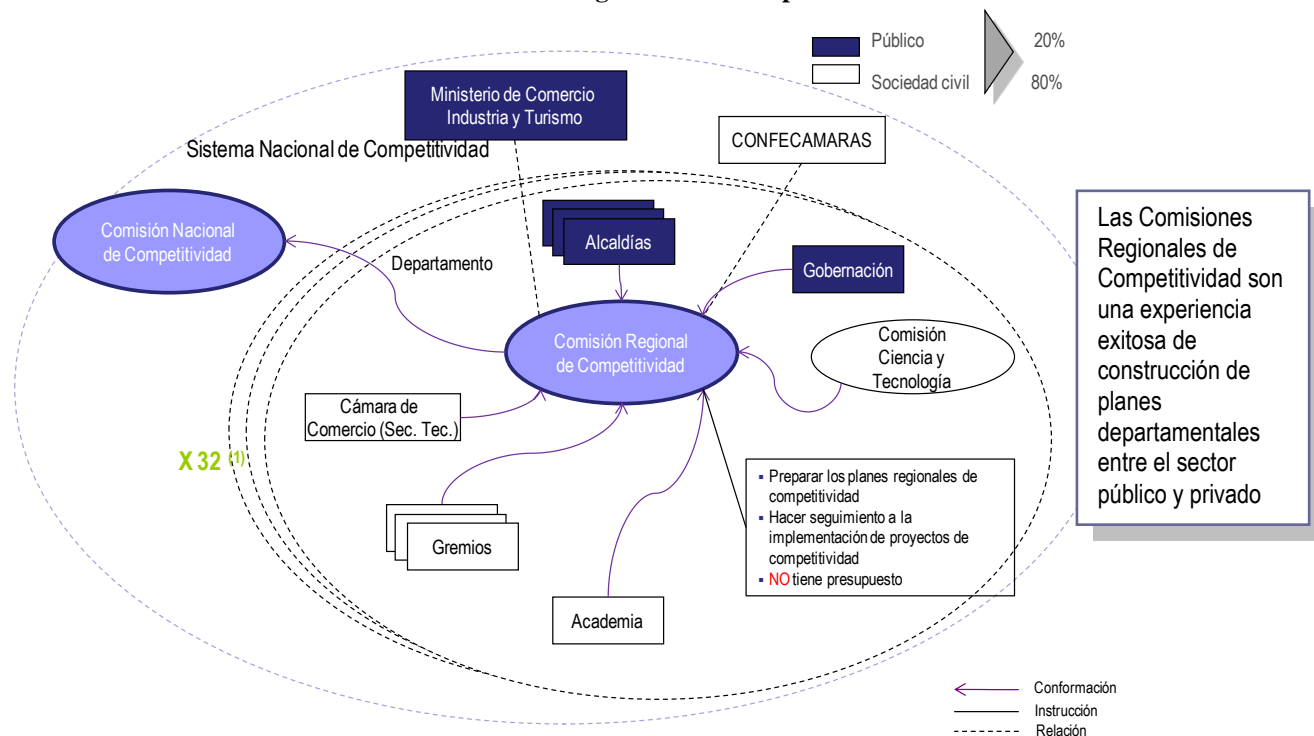 Público 20%
Sociedad civil 80%
Ministerio de Comercio
Industria y Turismo
CONFECAMARAS
Sistema Nacional de Competitividad
Comisión Nacional
de Competitividad
Alcaldías
Departamento
Gobernación
Comisión Regional
de Competitividad
Comisión
Ciencia y
Tecnología
Cámara de
Comercio (Sec. Tec.)
X 32 (1)
Gremios
Academia
▪ Preparar los planes regionales de
competitividad
▪ Hacer seguimiento a la
implementación de proyectos de
competitividad
▪ NO tiene presupuesto
Las Comisiones
Regionales de
Competitividad son
una experiencia
exitosa de
construcción de
planes
departamentales
entre el sector
público y privado
Conformación
Instrucción
Relación